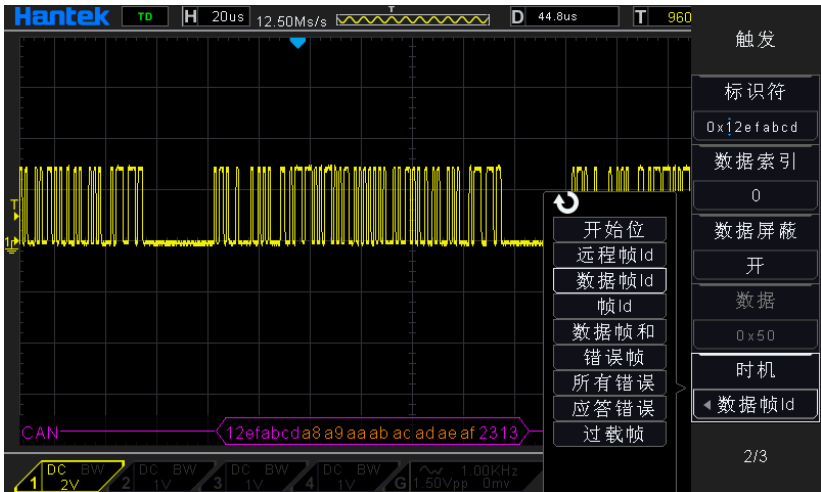 Hantek TD H 20us 12.50Ms/s T D 44.8us T 960
触发
标识符
0x12efabcd
数据索引
0
数据屏蔽
开
数据
0x50
时机
数据帧Id
2/3
开始位
远程帧Id
数据帧Id
帧Id
数据帧和
错误帧
所有错误
应答错误
过载帧
T
1
CAN 12efabcd a8 a9 aa ab ac ad ae af 2313
1 DC BW 2V
2 DC BW 1V
3 DC BW 1V
4 DC BW 1V
G 1.00KHz 1.50Vpp 0mv